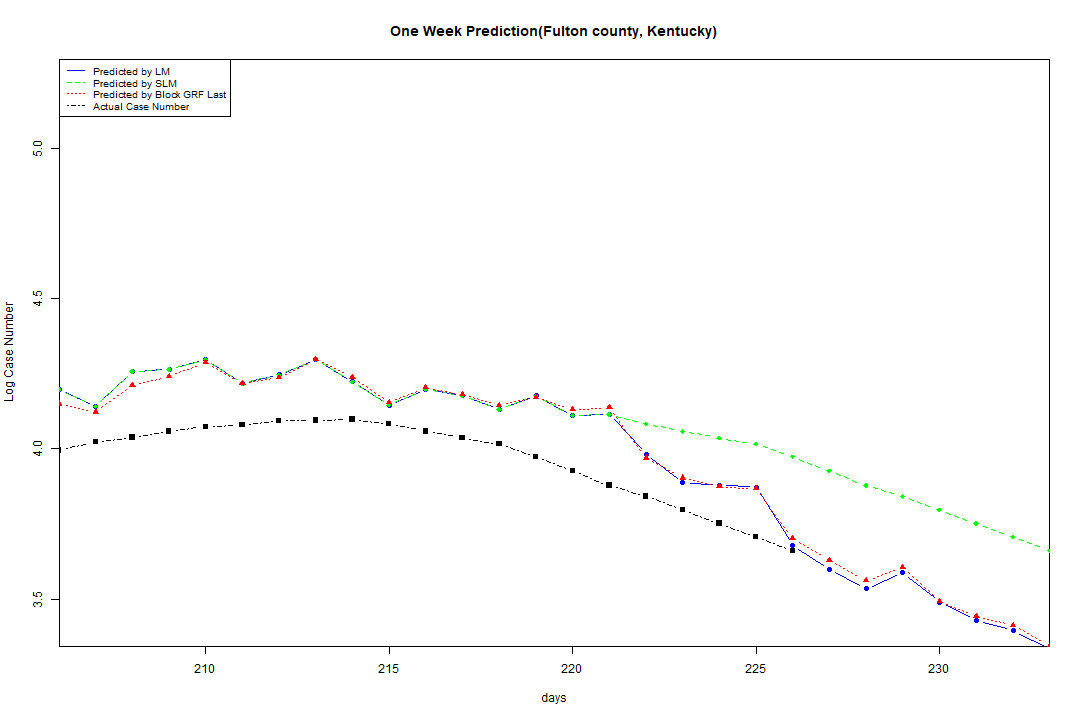 One Week Prediction(Fulton county, Kentucky)
Predicted by LM
Predicted by SLM
Predicted by Block GRF Last
Actual Case Number
5.0
4.5
4.0
3.5
Log Case Number
210 215 220 225 230
days